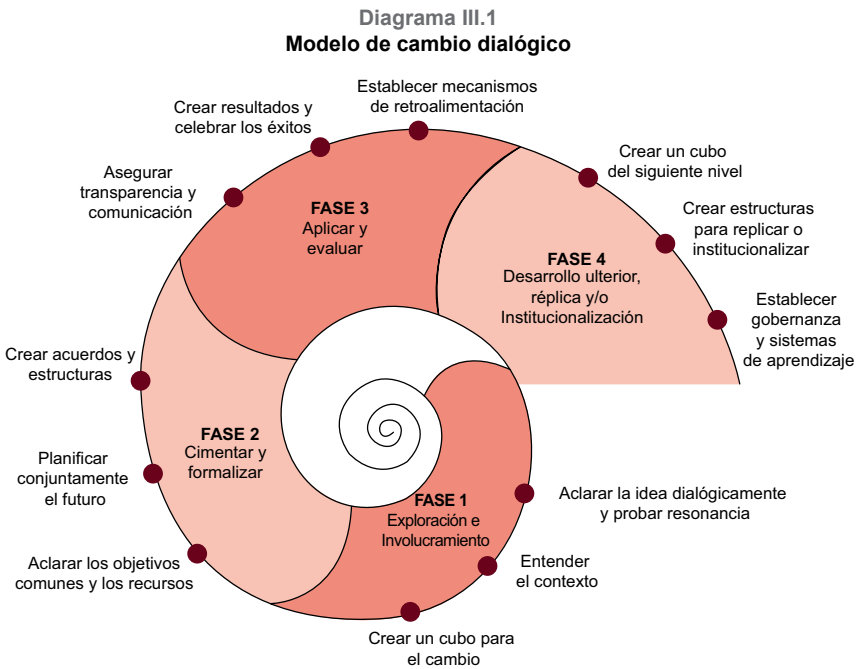 Diagrama III.1
Modelo de cambio dialógico
Establecer mecanismos
de retroalimentación
Crear resultados y
celebrar los éxitos
Asegurar
transparencia y
comunicación
Crear un cubo
del siguiente nivel
Crear estructuras
para replicar o
institucionalizar
Establecer
gobernanza
y sistemas
de aprendizaje
FASE 3
Aplicar y
evaluar
FASE 4
Desarrollo ulterior,
réplica y/o
Institucionalización
Crear acuerdos y
estructuras
Planificar
conjuntamente
el futuro
Aclarar los objetivos
comunes y los recursos
FASE 2
Cimentar y
formalizar
FASE 1
Exploración e
Involucramiento
Aclarar la idea dialógicamente
y probar resonancia
Entender
el contexto
Crear un cubo para
el cambio